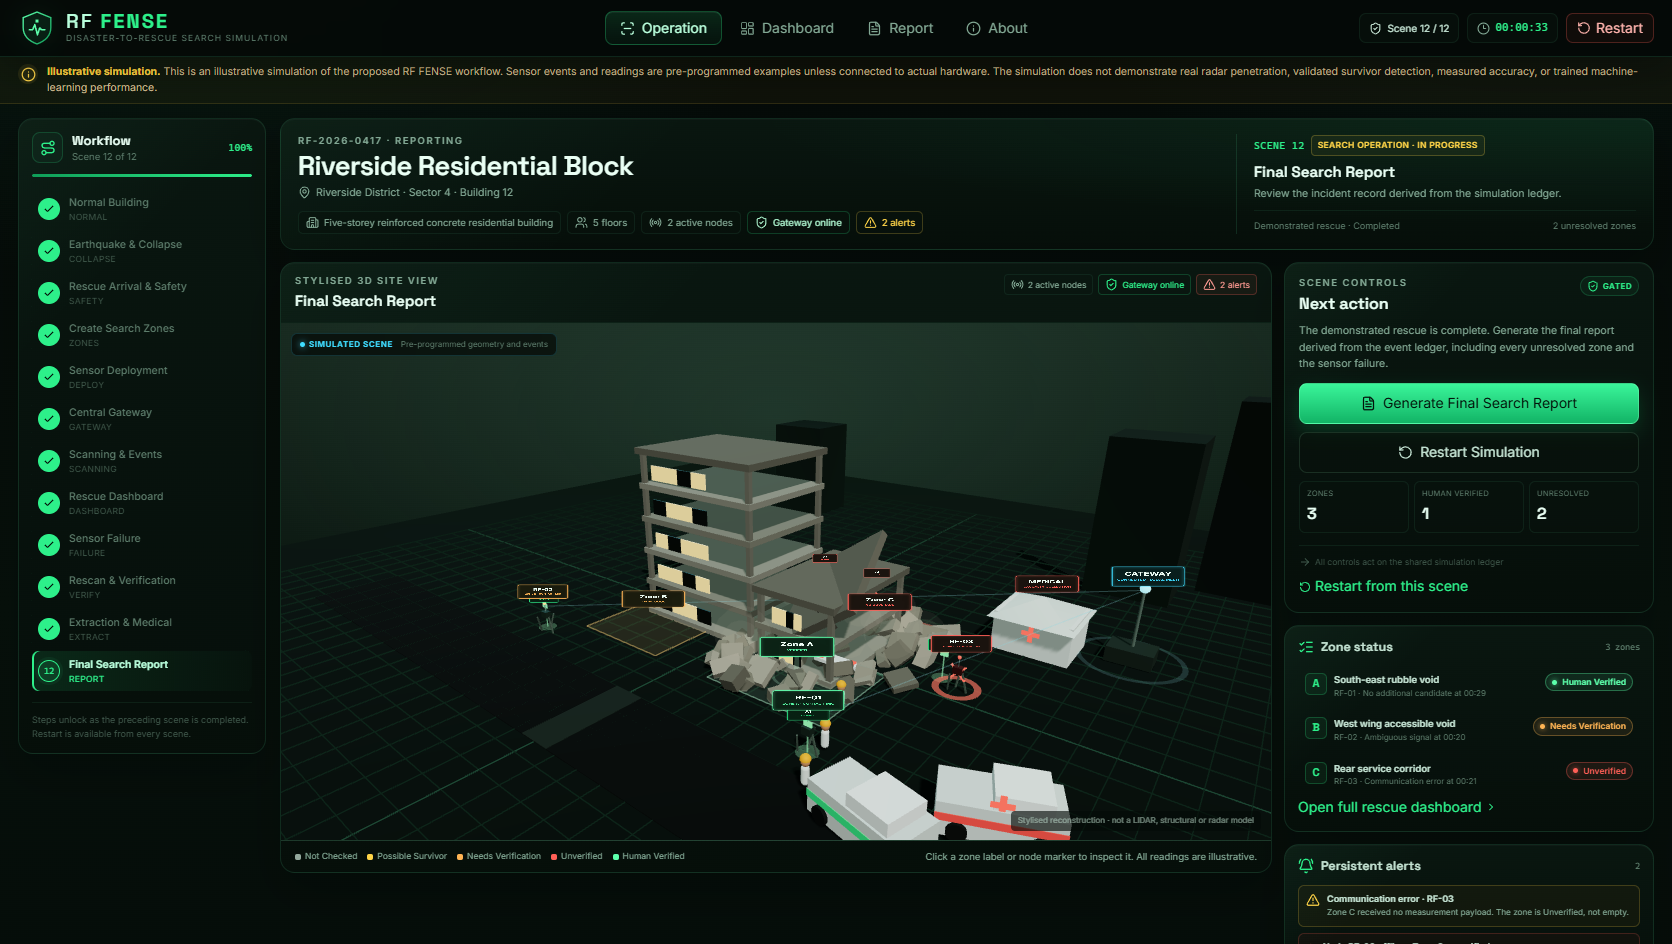 RF FENSE
DISASTER-TO-RESCUE SEARCH SIMULATION
Operation
Dashboard
Report
About
Scene 12 / 12
00:00:33
Restart
Illustrative simulation. This is an illustrative simulation of the proposed RF FENSE workflow. Sensor events and readings are pre-programmed examples unless connected to actual hardware. The simulation does not demonstrate real radar penetration, validated survivor detection, measured accuracy, or trained machine-
learning performance.
Workflow
Scene 12 of 12
100%
Normal Building
NORMAL
Earthquake & Collapse
COLLAPSE
Rescue Arrival & Safety
SAFETY
Create Search Zones
ZONES
Sensor Deployment
DEPLOY
Central Gateway
GATEWAY
Scanning & Events
SCANNING
Rescue Dashboard
DASHBOARD
Sensor Failure
FAILURE
Rescan & Verification
VERIFY
Extraction & Medical
EXTRACT
12
Final Search Report
REPORT
Steps unlock as the preceding scene is completed.
Restart is available from every scene.
RF-2026-0417 · REPORTING
Riverside Residential Block
Riverside District · Sector 4 · Building 12
Five-storey reinforced concrete residential building
5 floors
2 active nodes
Gateway online
2 alerts
SCENE 12
SEARCH OPERATION · IN PROGRESS
Final Search Report
Review the incident record derived from the simulation ledger.
Demonstrated rescue · Completed
2 unresolved zones
STYLISED 3D SITE VIEW
Final Search Report
2 active nodes
Gateway online
2 alerts
SIMULATED SCENE
Pre-programmed geometry and events
RF-02
Zone B
Zone C
MEDICAL
GATEWAY
Zone A
RF-03
RF-01
Stylised reconstruction · not a LIDAR, structural or radar model
Not Checked
Possible Survivor
Needs Verification
Unverified
Human Verified
Click a zone label or node marker to inspect it. All readings are illustrative.
SCENE CONTROLS
Next action
GATED
The demonstrated rescue is complete. Generate the final report
derived from the event ledger, including every unresolved zone and
the sensor failure.
Generate Final Search Report
Restart Simulation
ZONES
3
HUMAN VERIFIED
1
UNRESOLVED
2
All controls act on the shared simulation ledger
Restart from this scene
Zone status
3 zones
A
South-east rubble void
RF-01 · No additional candidate at 00:29
Human Verified
B
West wing accessible void
RF-02 · Ambiguous signal at 00:20
Needs Verification
C
Rear service corridor
RF-03 · Communication error at 00:21
Unverified
Open full rescue dashboard
Persistent alerts
2
Communication error · RF-03
Zone C received no measurement payload. The zone is Unverified, not empty.